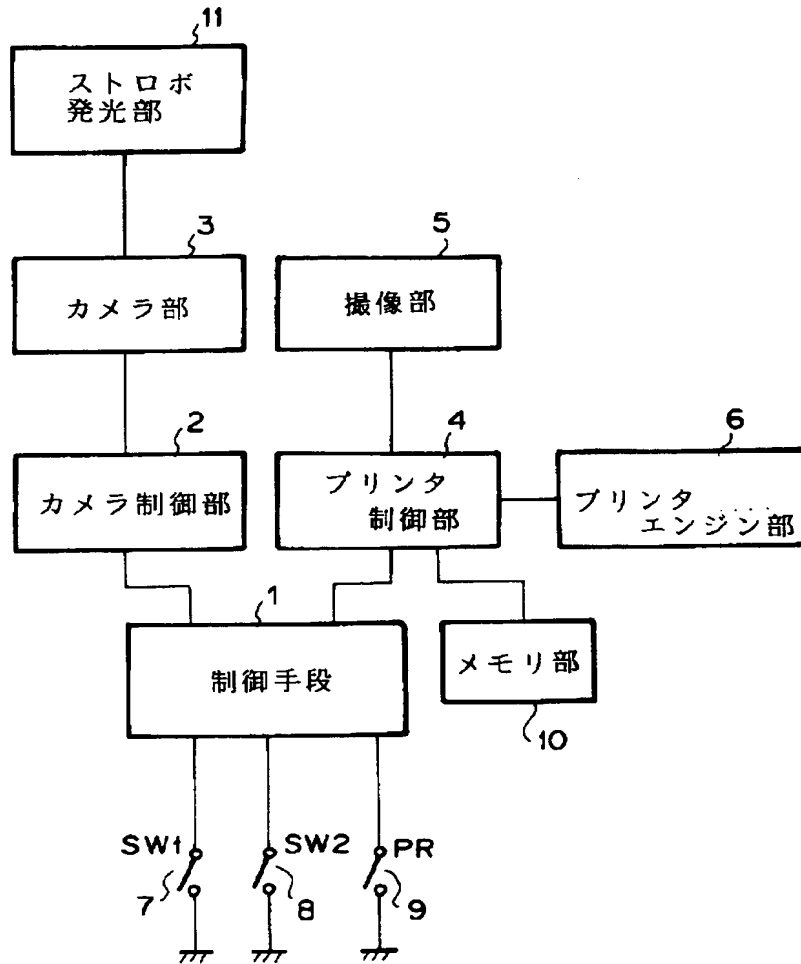 11
ストロボ
発光部
3
カメラ部
5
撮像部
2
カメラ制御部
4
プリンタ
制御部
6
プリンタ
エンジン部
1
制御手段
メモリ部
10
SW1
7
SW2
8
PR
9